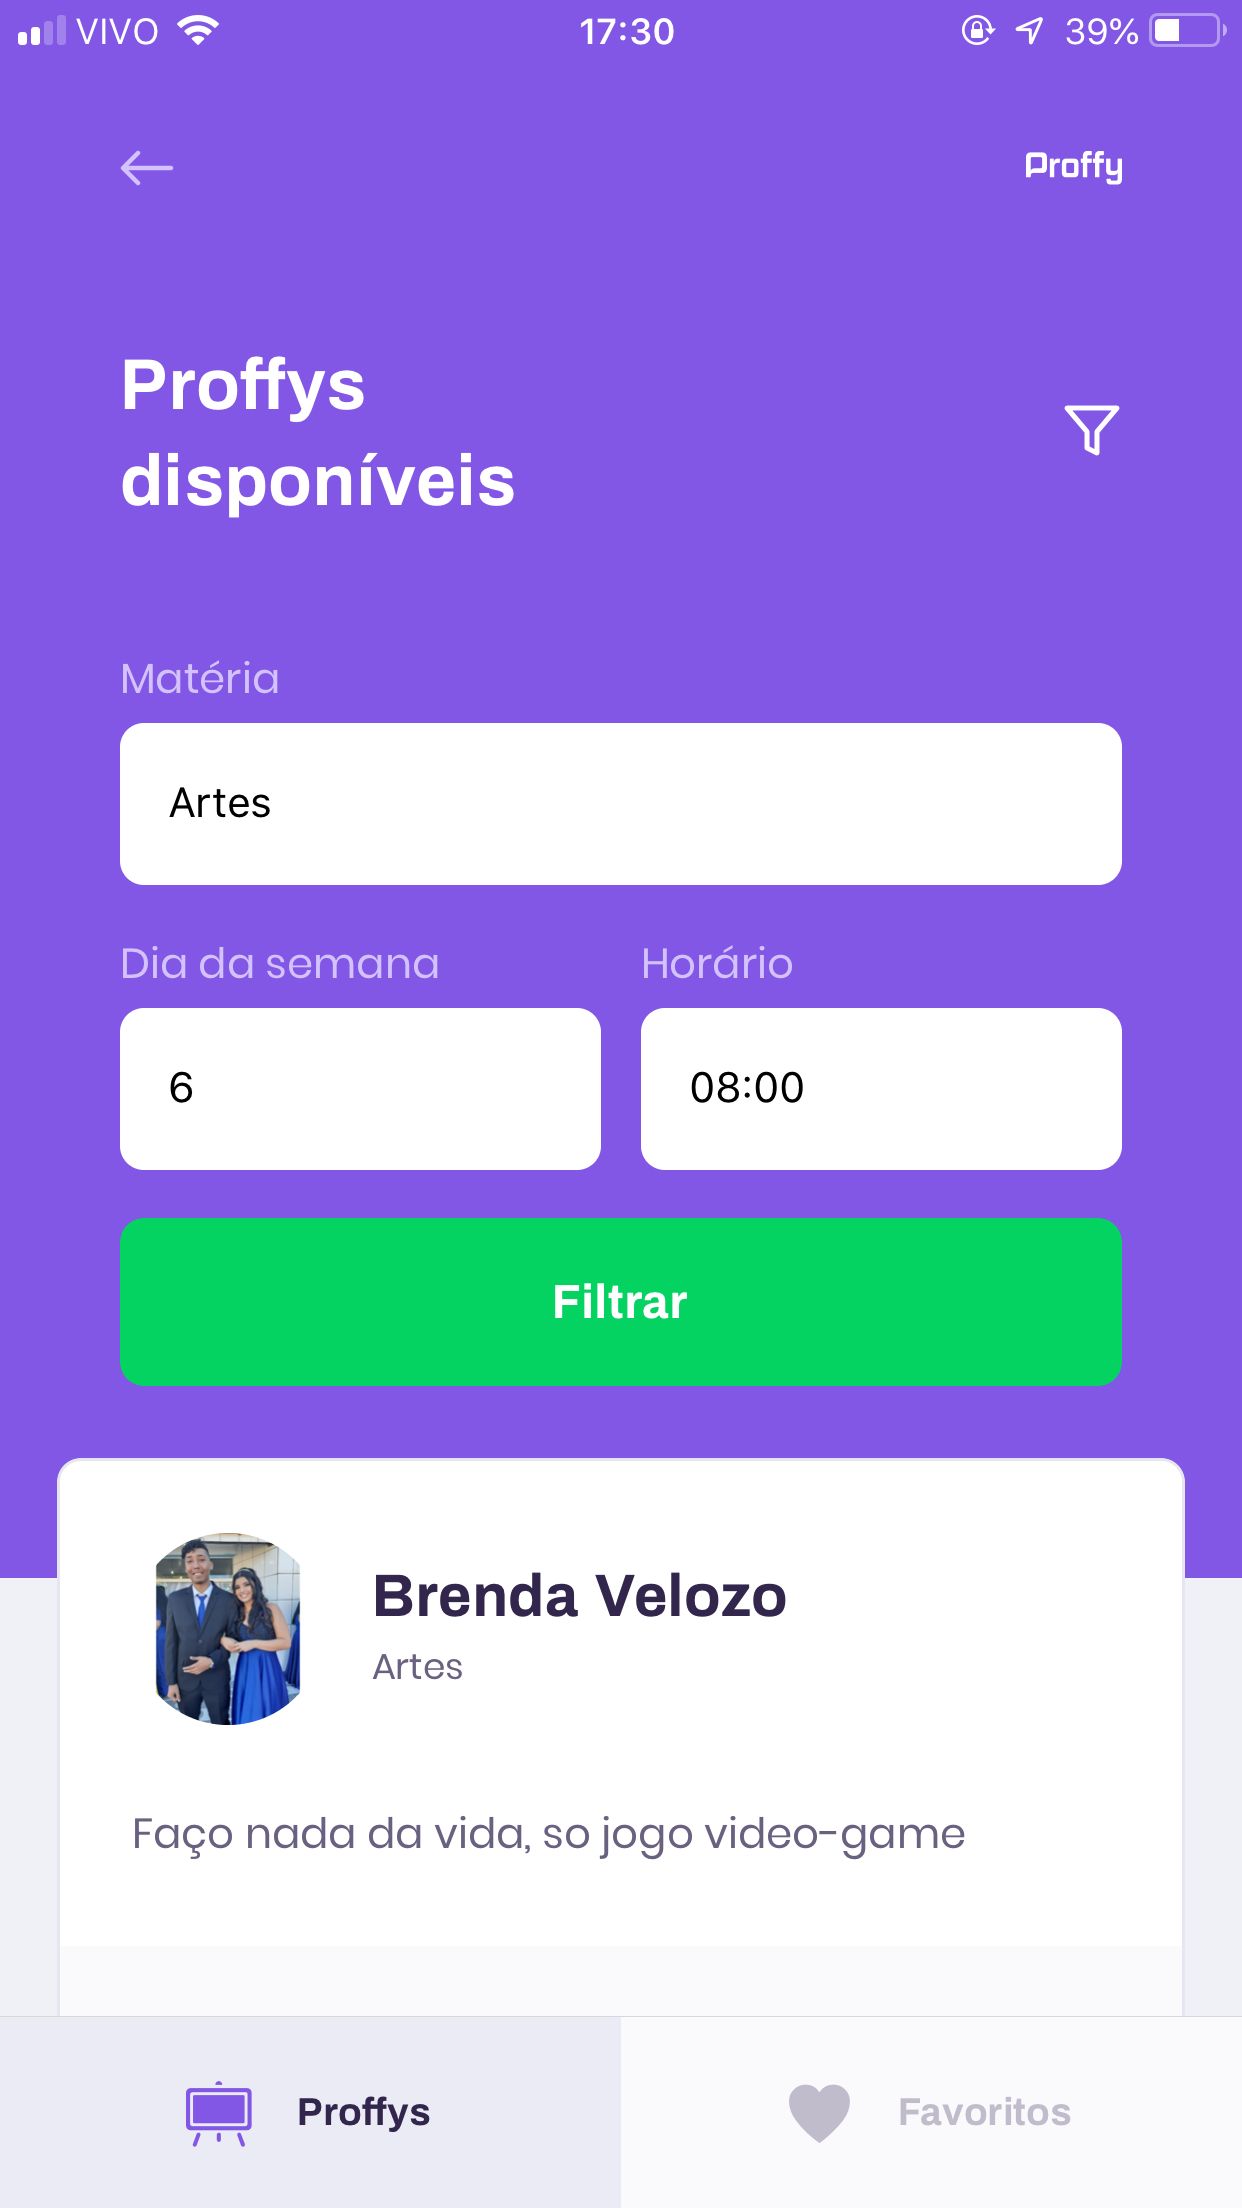 VIVO 17:30 39%
Proffy
Proffys
disponíveis
Matéria
Artes
Dia da semana Horário
6 08:00
Filtrar
Brenda Velozo
Artes
Faço nada da vida, so jogo video-game
Proffys Favoritos